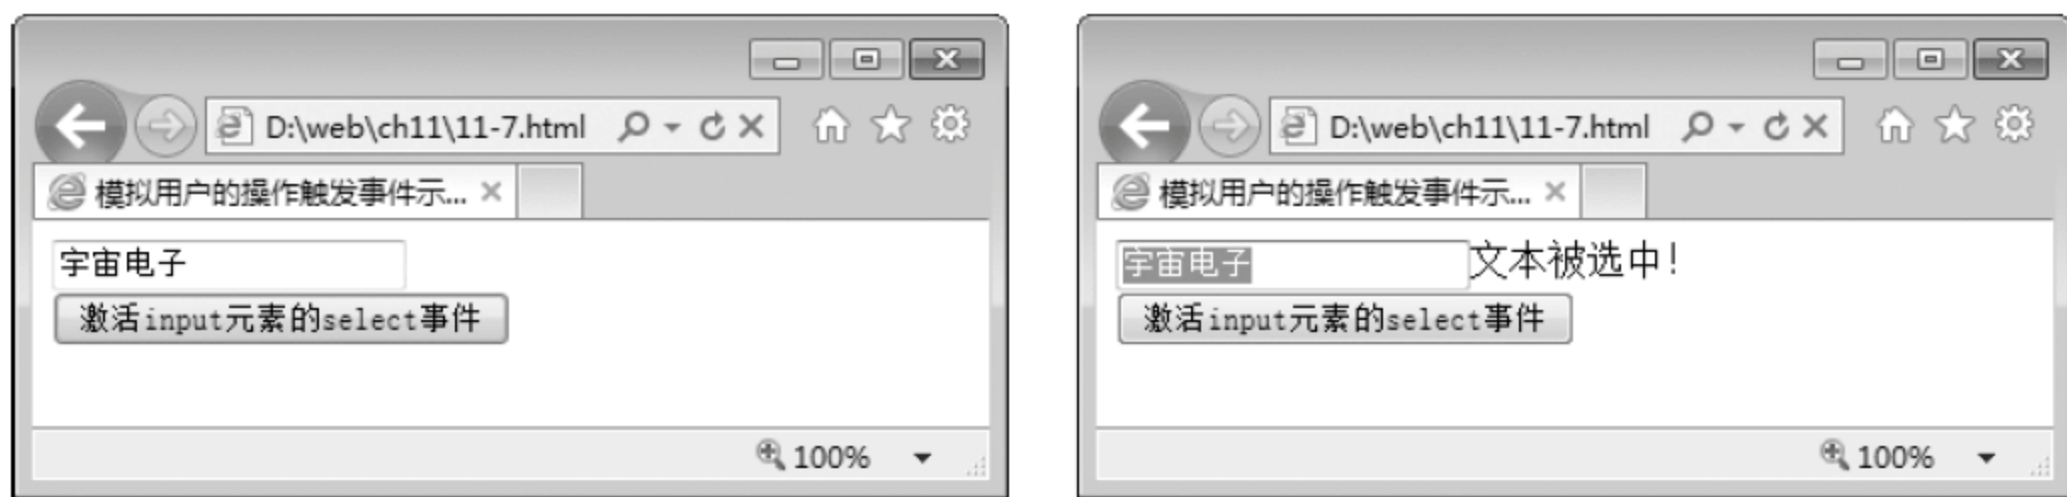 D:\web\ch11\11-7.html
模拟用户的操作触发事件示...
宇宙电子
激活input元素的select事件
100%
D:\web\ch11\11-7.html
模拟用户的操作触发事件示...
宇宙电子文本被选中!
激活input元素的select事件
100%